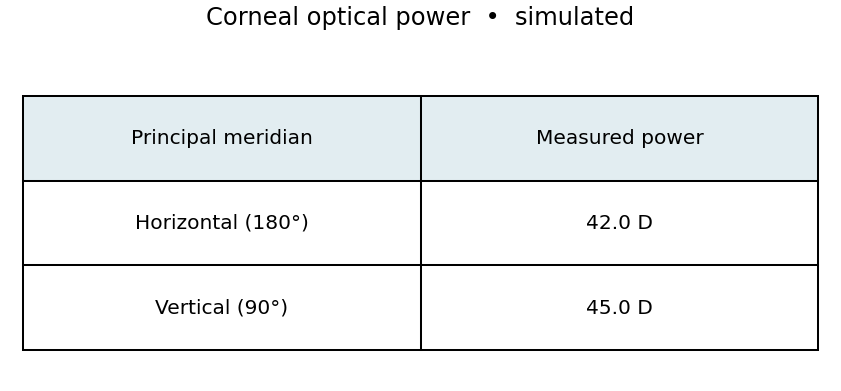 Corneal optical power • simulated
Principal meridian Measured power
Horizontal (180°) 42.0 D
Vertical (90°) 45.0 D